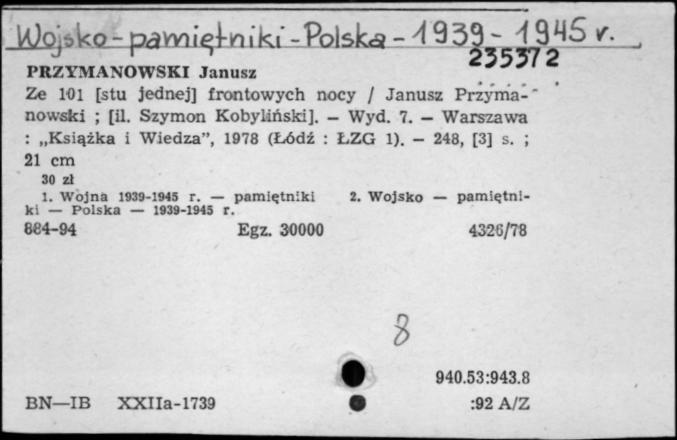 Wojsko - pamiętniki - Polska - 1939 - 1945 r.
235372
PRZYMANOWSKI Janusz
Ze 101 [stu jednej] frontowych nocy / Janusz Przyma-
nowski ; [il. Szymon Kobyliński]. — Wyd. 7. — Warszawa
: „Książka i Wiedza”, 1978 (Łódź : ŁZG 1). — 248, [3] s. ;
21 cm
30 zł
1. Wojna 1939-1945 r. — pamiętniki 2. Wojsko — pamiętni-
ki — Polska — 1939-1945 r.
884-94 Egz. 30000 4326/78
8
940.53:943.8
BN—IB XXIIa-1739 :92 A/Z